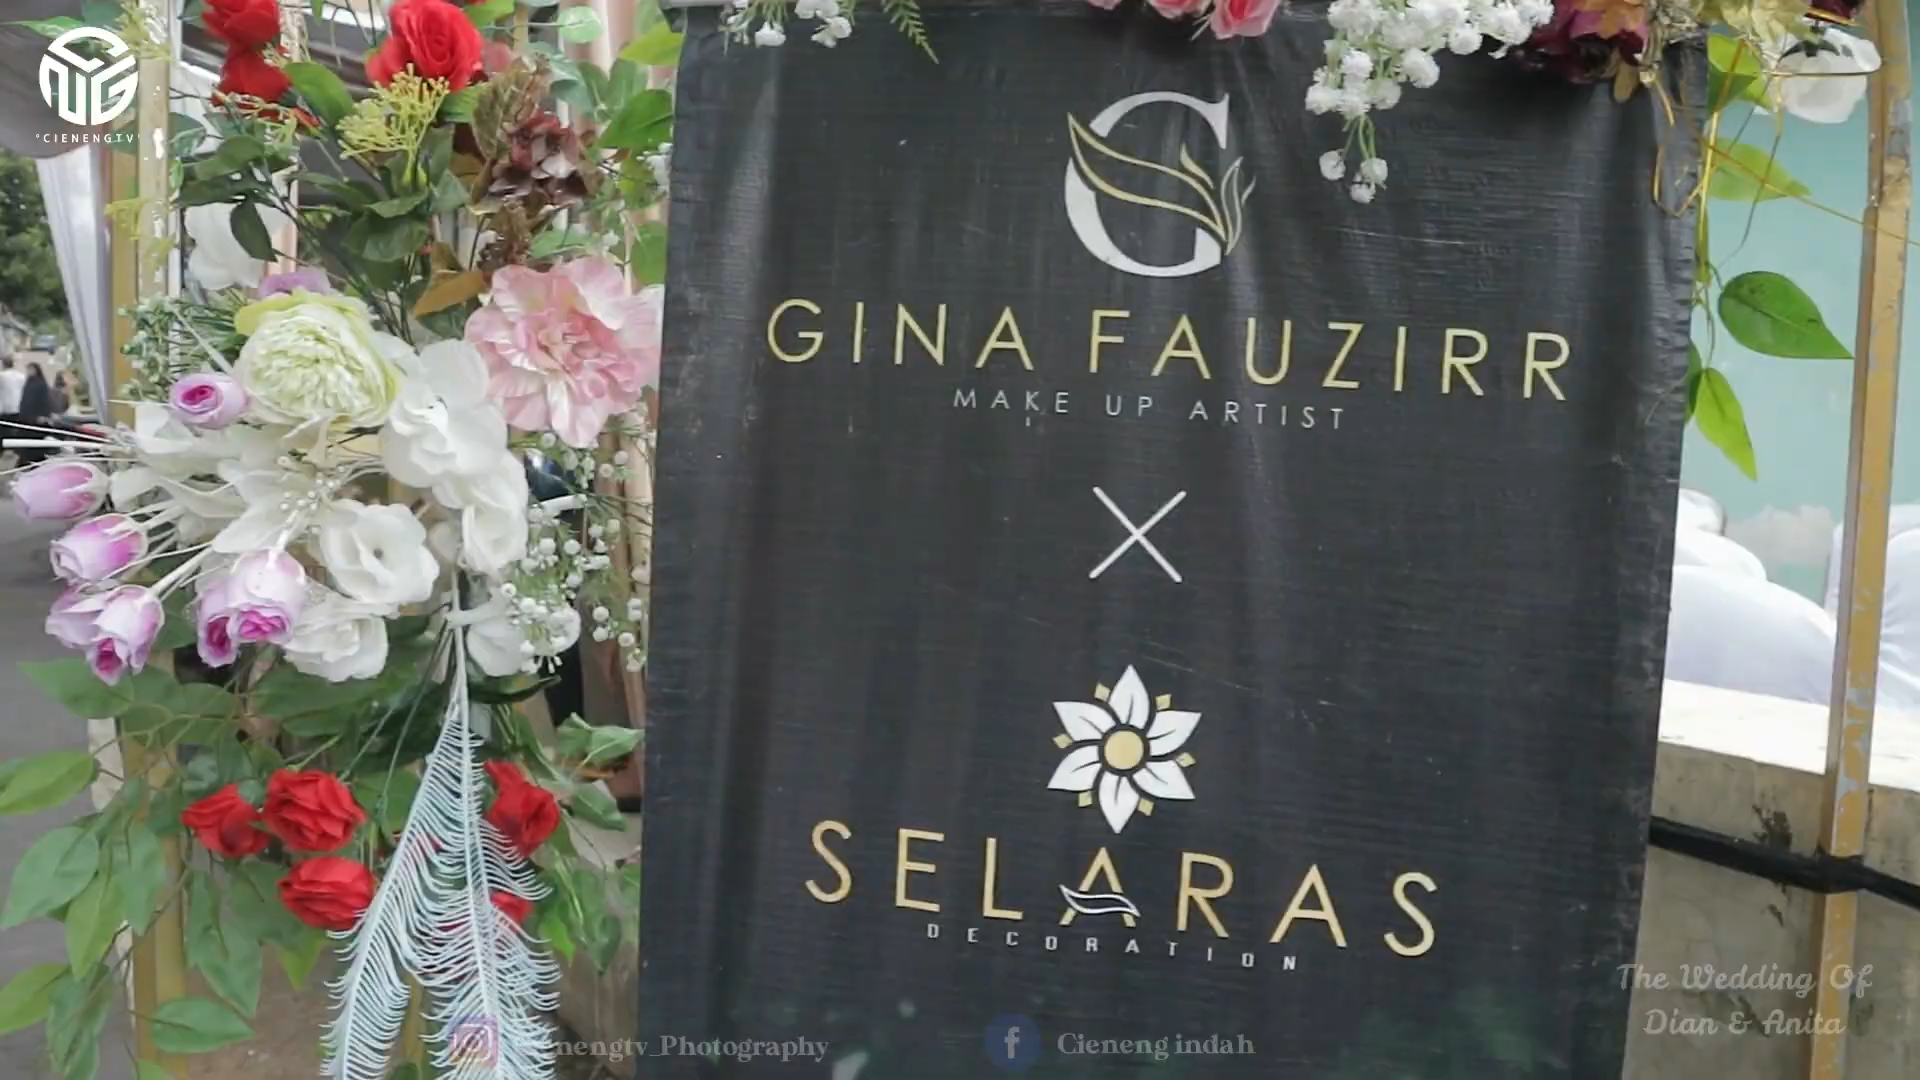 "CIENENGTV"
GINA FAUZIRR
MAKE UP ARTIST
X
SELARAS
DECORATION
The Wedding Of
Dian & Anita
Cieneng indah